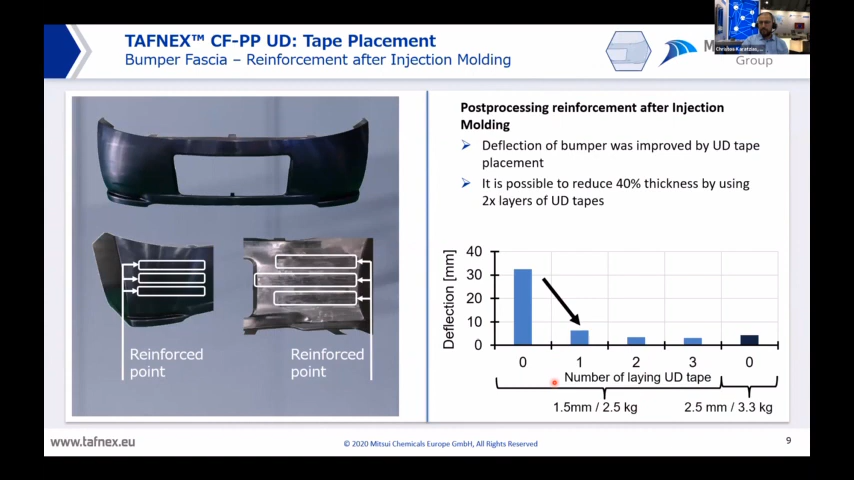 TAFNEX™ CF-PP UD: Tape Placement
Bumper Fascia – Reinforcement after Injection Molding
Group
Postprocessing reinforcement after Injection
Molding
Deflection of bumper was improved by UD tape
placement
It is possible to reduce 40% thickness by using
2x layers of UD tapes
Reinforced
point
Reinforced
point
Deflection [mm]
40
30
20
10
0
0 1 2 3 0
Number of laying UD tape
1.5mm / 2.5 kg
2.5 mm / 3.3 kg
www.tafnex.eu
© 2020 Mitsui Chemicals Europe GmbH, All Rights Reserved
9